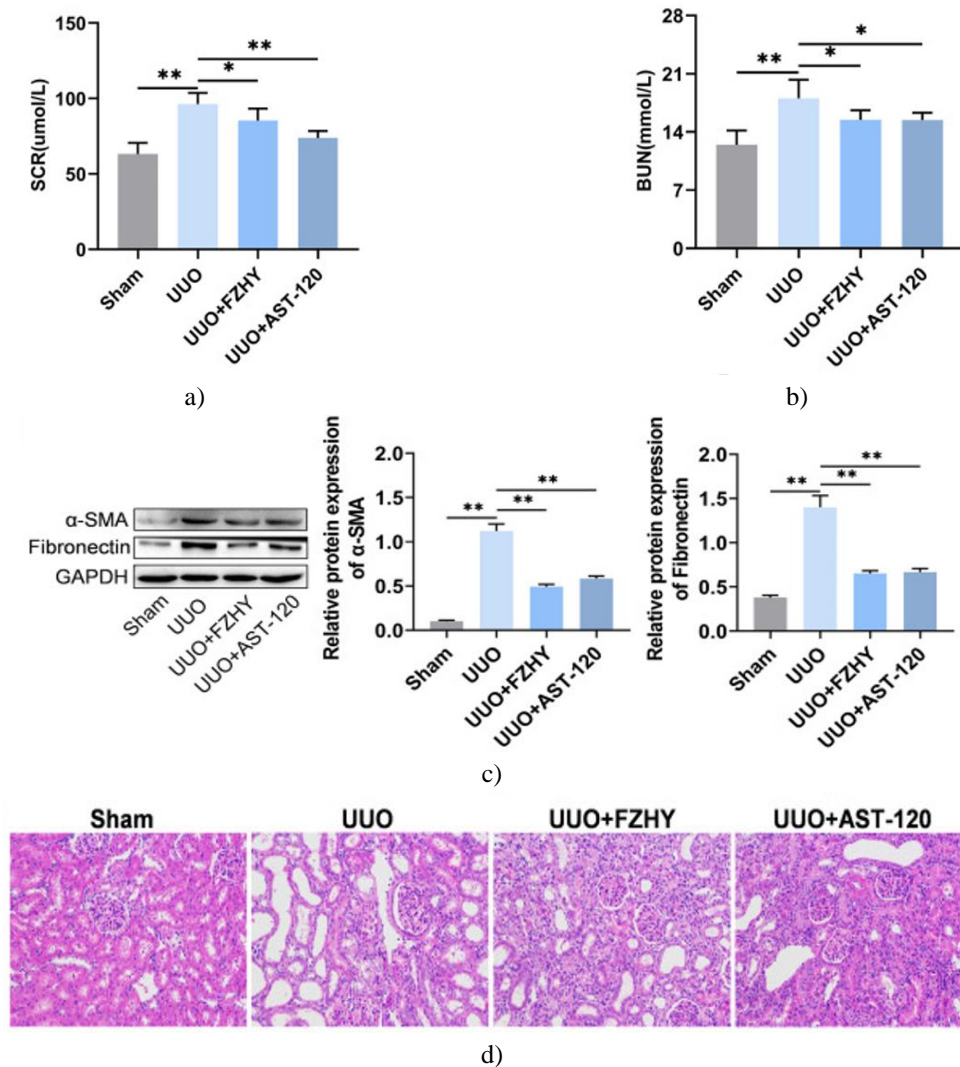 150
100
50
0
SCR(umol/L)
**
*
**
Sham
UUO
UUO+FZHY
UUO+AST-120
a)
28
21
14
7
0
BUN(mmol/L)
**
*
*
Sham
UUO
UUO+FZHY
UUO+AST-120
b)
α-SMA
Fibronectin
GAPDH
Sham
UUO
UUO+FZHY
UUO+AST-120
Relative protein expression
of α-SMA
2.0
1.5
1.0
0.5
0.0
**
**
**
Sham
UUO
UUO+FZHY
UUO+AST-120
Relative protein expression
of Fibronectin
2.0
1.5
1.0
0.5
0.0
**
**
**
Sham
UUO
UUO+FZHY
UUO+AST-120
c)
Sham
UUO
UUO+FZHY
UUO+AST-120
d)